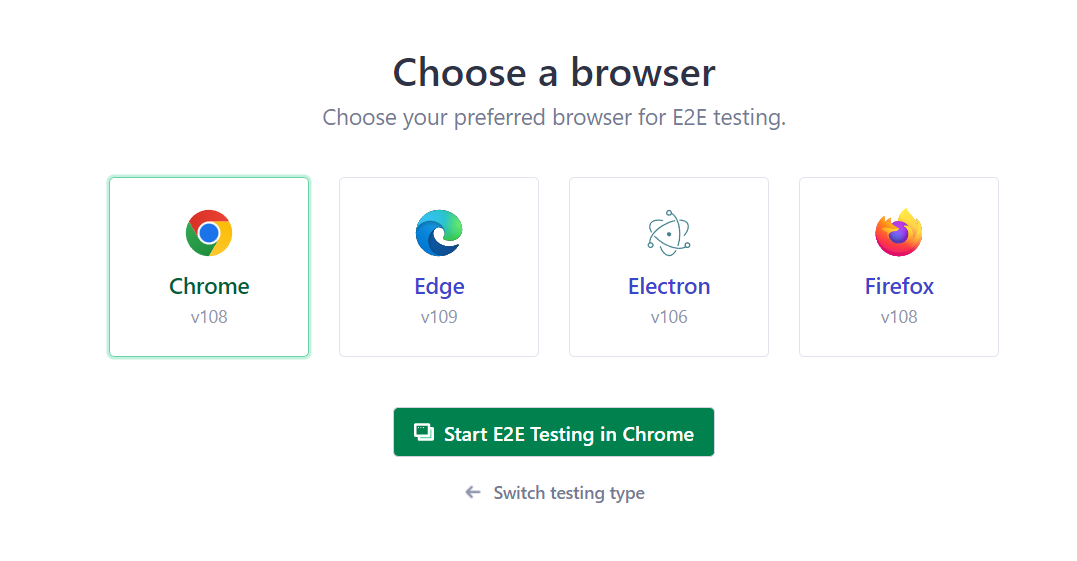 Choose a browser
Choose your preferred browser for E2E testing.
Chrome
v108
Edge
v109
Electron
v106
Firefox
v108
Start E2E Testing in Chrome
Switch testing type